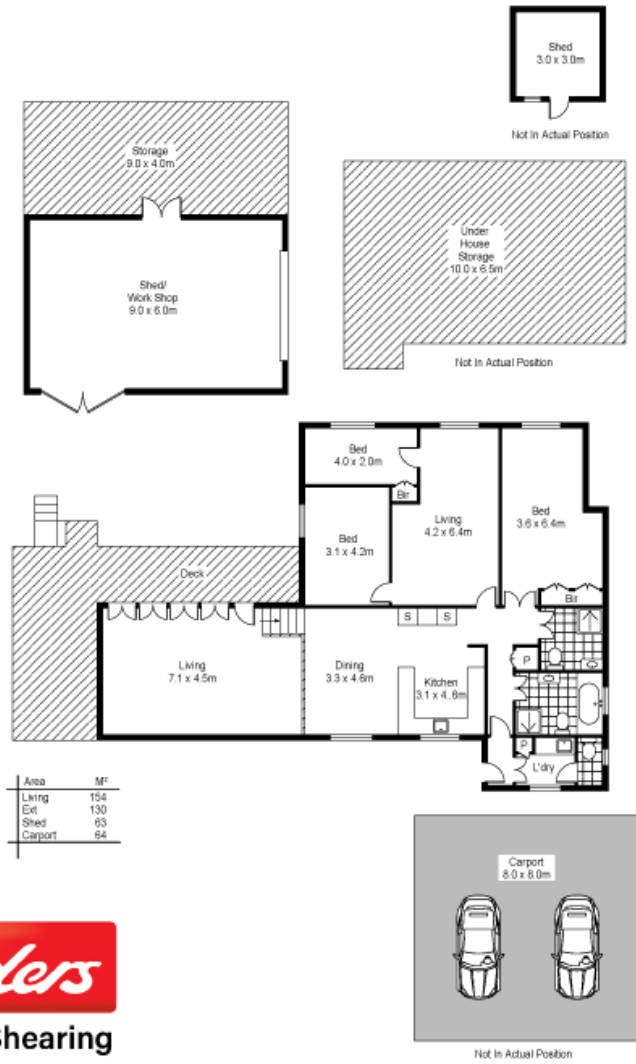 Shed
3.0 x 3.0m
Not In Actual Position
Storage
9.0 x 4.0m
Shed/
Work Shop
9.0 x 6.0m
Under
House
Storage
10.0 x 6.5m
Not In Actual Position
Bed
4.0 x 2.0m
Bir
Living
4.2 x 6.4m
Bed
3.6 x 6.4m
Bed
3.1 x 4.2m
Bir
Deck
S S
Living
7.1 x 4.5m
Dining
3.3 x 4.6m
Kitchen
3.1 x 4.6m
P
P
L'dry
Area M²
Living 154
Ext 130
Shed 63
Carport 64
Carport
8.0 x 8.0m
Not In Actual Position
ders
Shearing